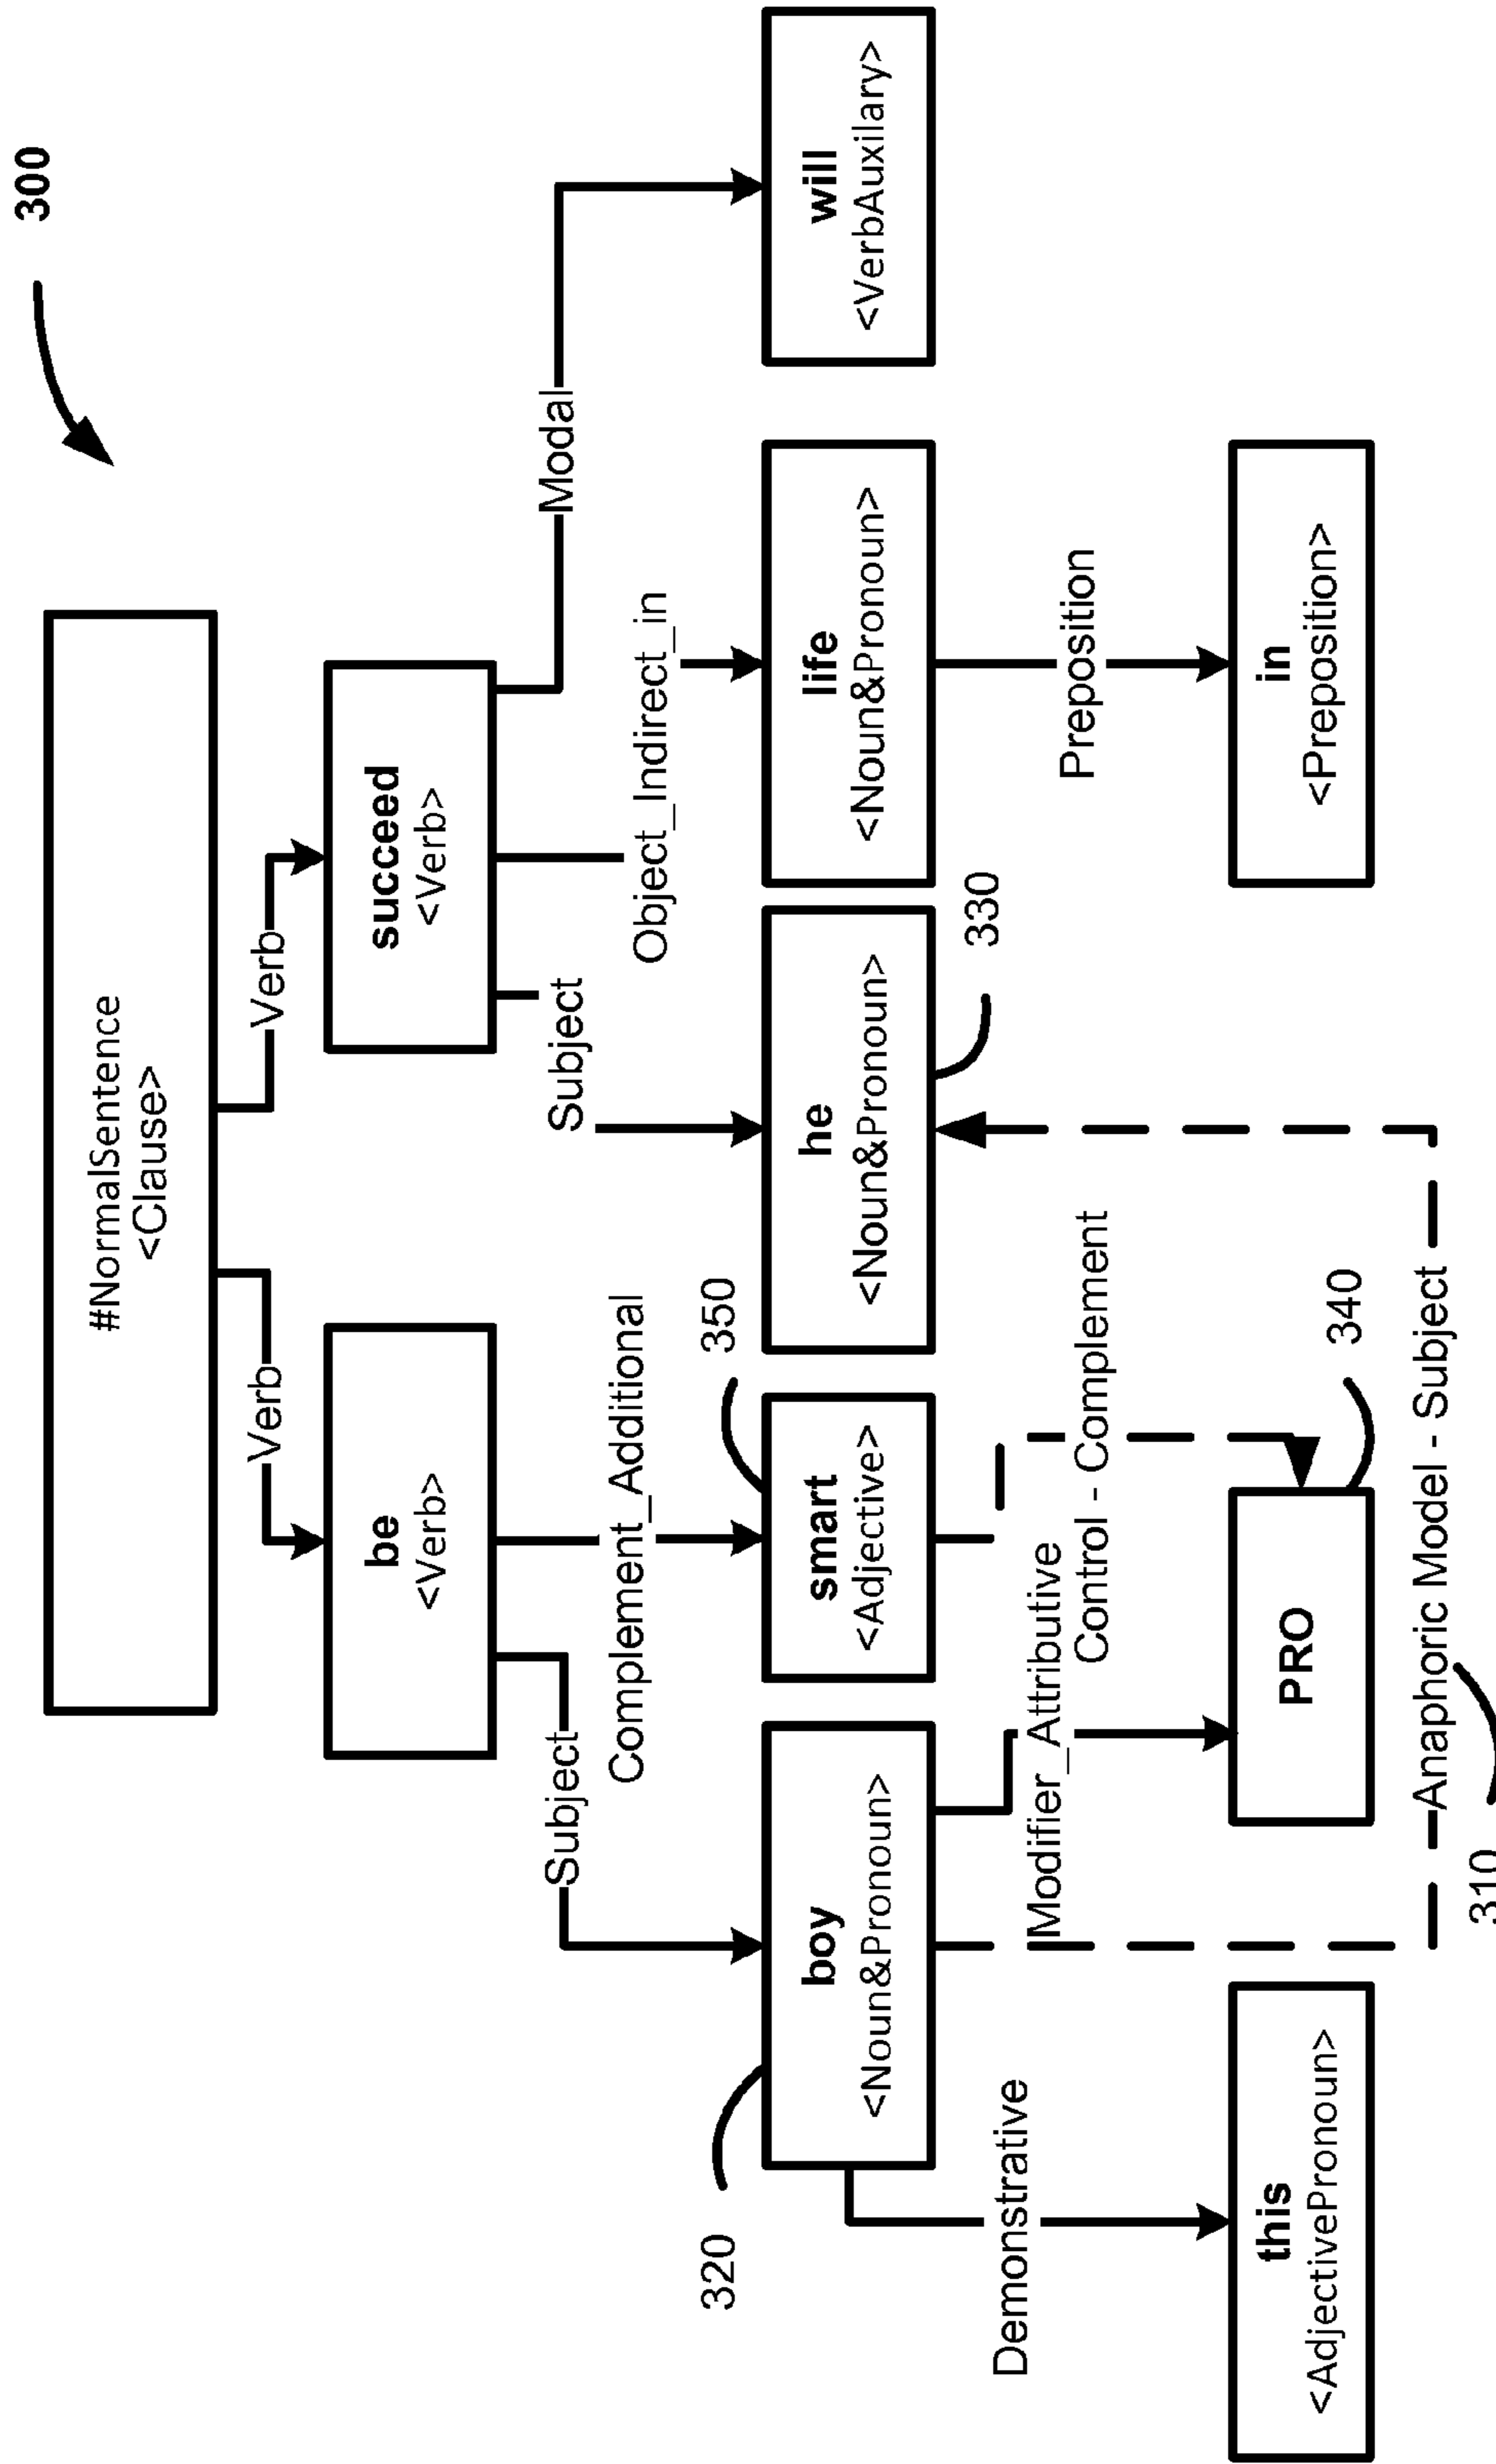 300
#NormalSentence
<Clause>
Verb
Verb
be
<Verb>
succeed
<Verb>
Subject
Complement_Additional
Subject
Object_Indirect_in
Modal
320
350
boy
<Noun&Pronoun>
smart
<Adjective>
he
<Noun&Pronoun>
life
<Noun&Pronoun>
will
<VerbAuxilary>
330
Demonstrative
Modifier_Attributive
Control - Complement
Preposition
this
<AdjectivePronoun>
PRO
340
in
<Preposition>
Anaphoric Model - Subject
310